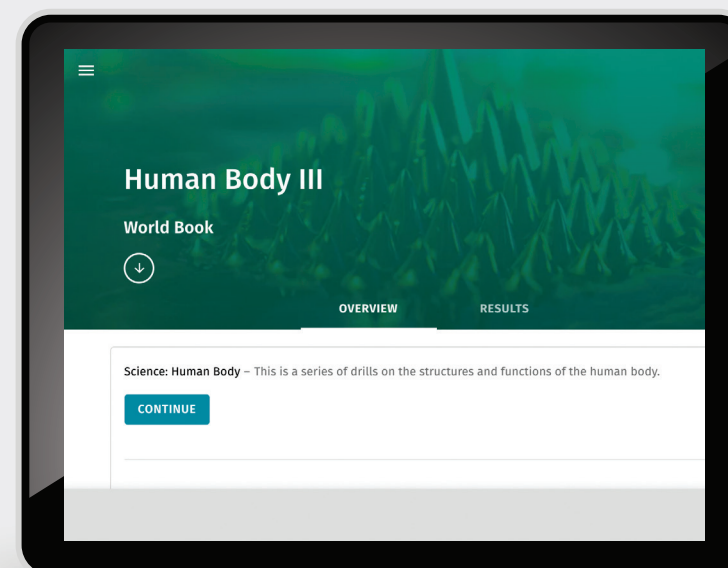 Human Body III
World Book
OVERVIEW RESULTS
Science: Human Body – This is a series of drills on the structures and functions of the human body.
CONTINUE